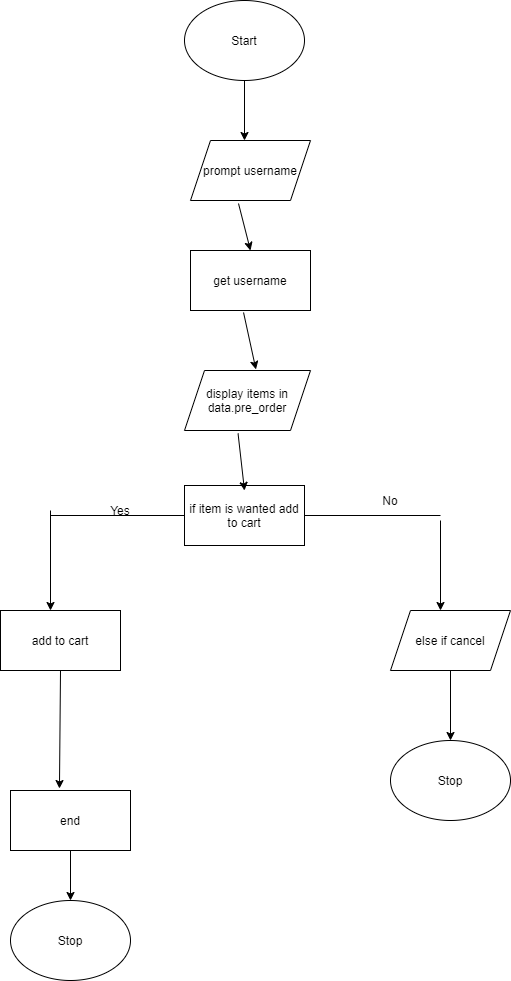 Start
prompt username
get username
display items in
data.pre_order
if item is wanted add
to cart
Yes
No
add to cart
else if cancel
Stop
end
Stop